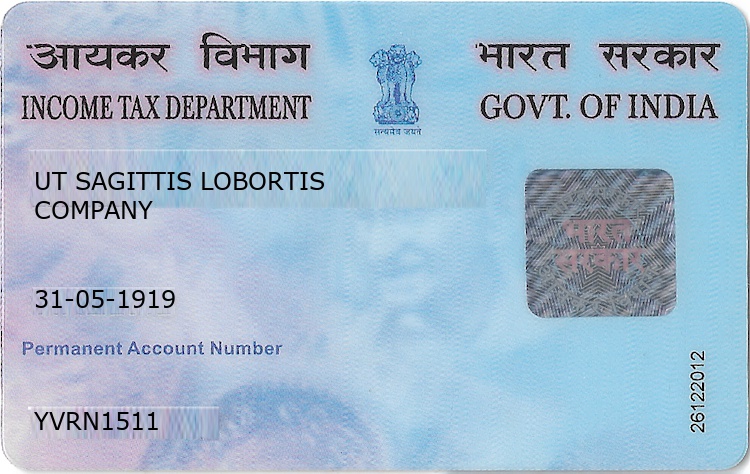 आयकर विभाग
भारत सरकार
INCOME TAX DEPARTMENT
GOVT. OF INDIA
सत्यमेव जयते
UT SAGITTIS LOBORTIS
COMPANY
भारत
सरकार
31-05-1919
Permanent Account Number
YVRN1511
26122012